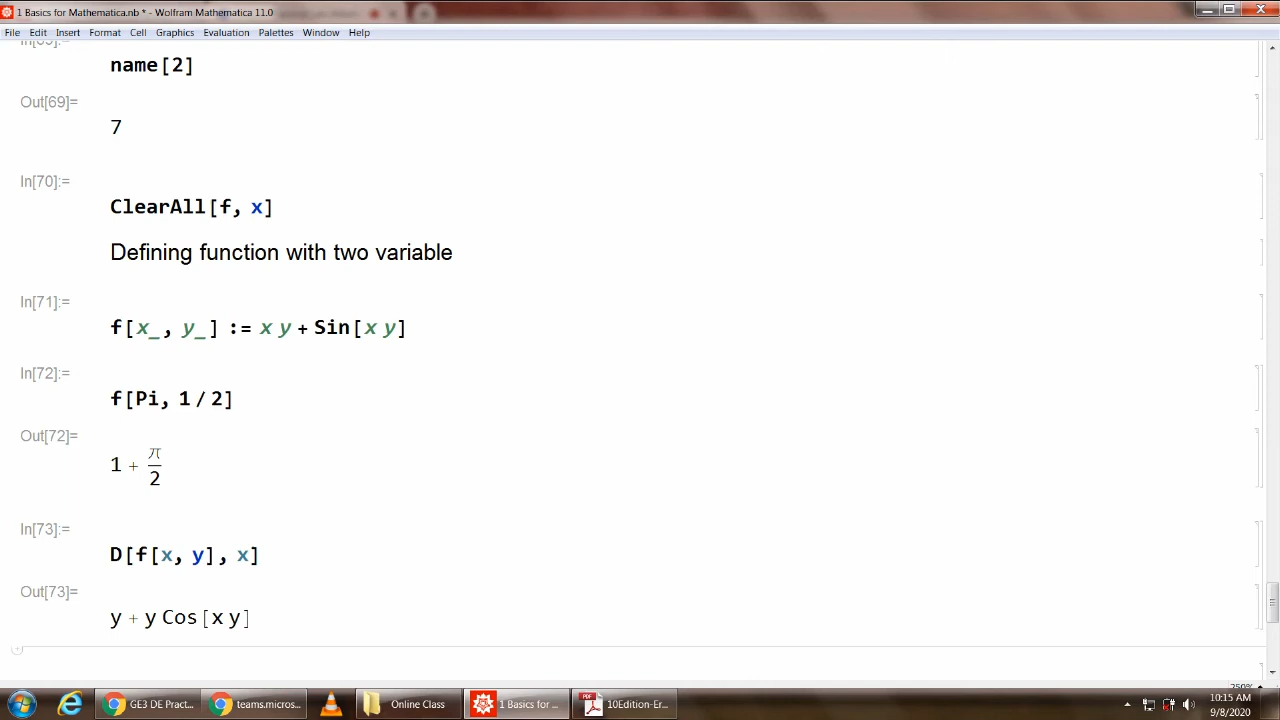 1 Basics for Mathematica.nb * - Wolfram Mathematica 11.0
File Edit Insert Format Cell Graphics Evaluation Palettes Window Help
In[69]:=
name[2]
Out[69]=
7
In[70]:=
ClearAll[f, x]
Defining function with two variable
In[71]:=
f[x_, y_] := x y + Sin[x y]
In[72]:=
f[Pi, 1 / 2]
Out[72]=
1 + π/2
In[73]:=
D[f[x, y], x]
Out[73]=
y + y Cos[x y]
250%
GE3 DE Pract... teams.micros... Online Class 1 Basics for ... 10Edition-Er...
10:15 AM
9/8/2020